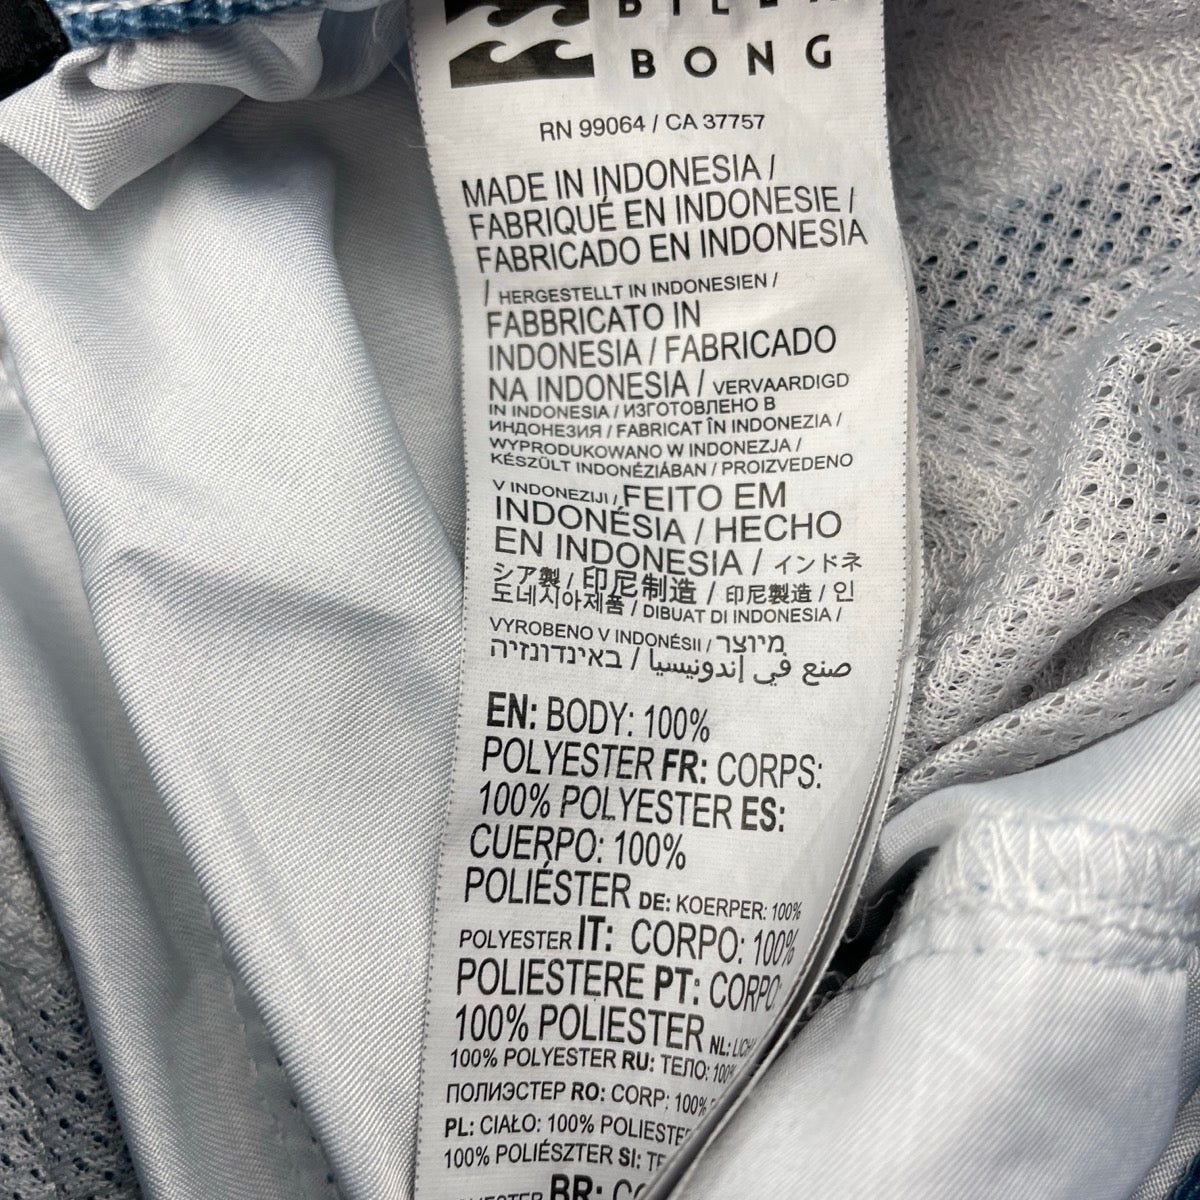 BONG
RN 99064 / CA 37757
MADE IN INDONESIA /
FABRIQUÉ EN INDONESIE /
FABRICADO EN INDONESIA
/ HERGESTELLT IN INDONESIEN /
FABBRICATO IN
INDONESIA / FABRICADO
NA INDONESIA / VERVAARDIGD
IN INDONESIA / ИЗГОТОВЛЕНО В
ИНДОНЕЗИЯ / FABRICAT ÎN INDONEZIA /
WYPRODUKOWANO W INDONEZJA /
KÉSZÜLT INDONÉZIÁBAN / PROIZVEDENO
V INDONEZIJI / FEITO EM
INDONÉSIA / HECHO
EN INDONESIA / インドネ
シア製 / 印尼制造 / 印尼製造 / 인
도네시아제품 / DIBUAT DI INDONESIA /
VYROBENO V INDONÉSII / מיוצר
באינדונזיה / صنع في إندونيسيا
EN: BODY: 100%
POLYESTER FR: CORPS:
100% POLYESTER ES:
CUERPO: 100%
POLIÉSTER DE: KOERPER: 100%
POLYESTER IT: CORPO: 100%
POLIESTERE PT: CORPO
100% POLIESTER NL:
100% POLYESTER RU: ТЕЛО: 100%
ПОЛИЭСТЕР RO: CORP: 100%
PL: CIAŁO: 100% POLIESTE
100% POLIÉSZTER SI:
BR: